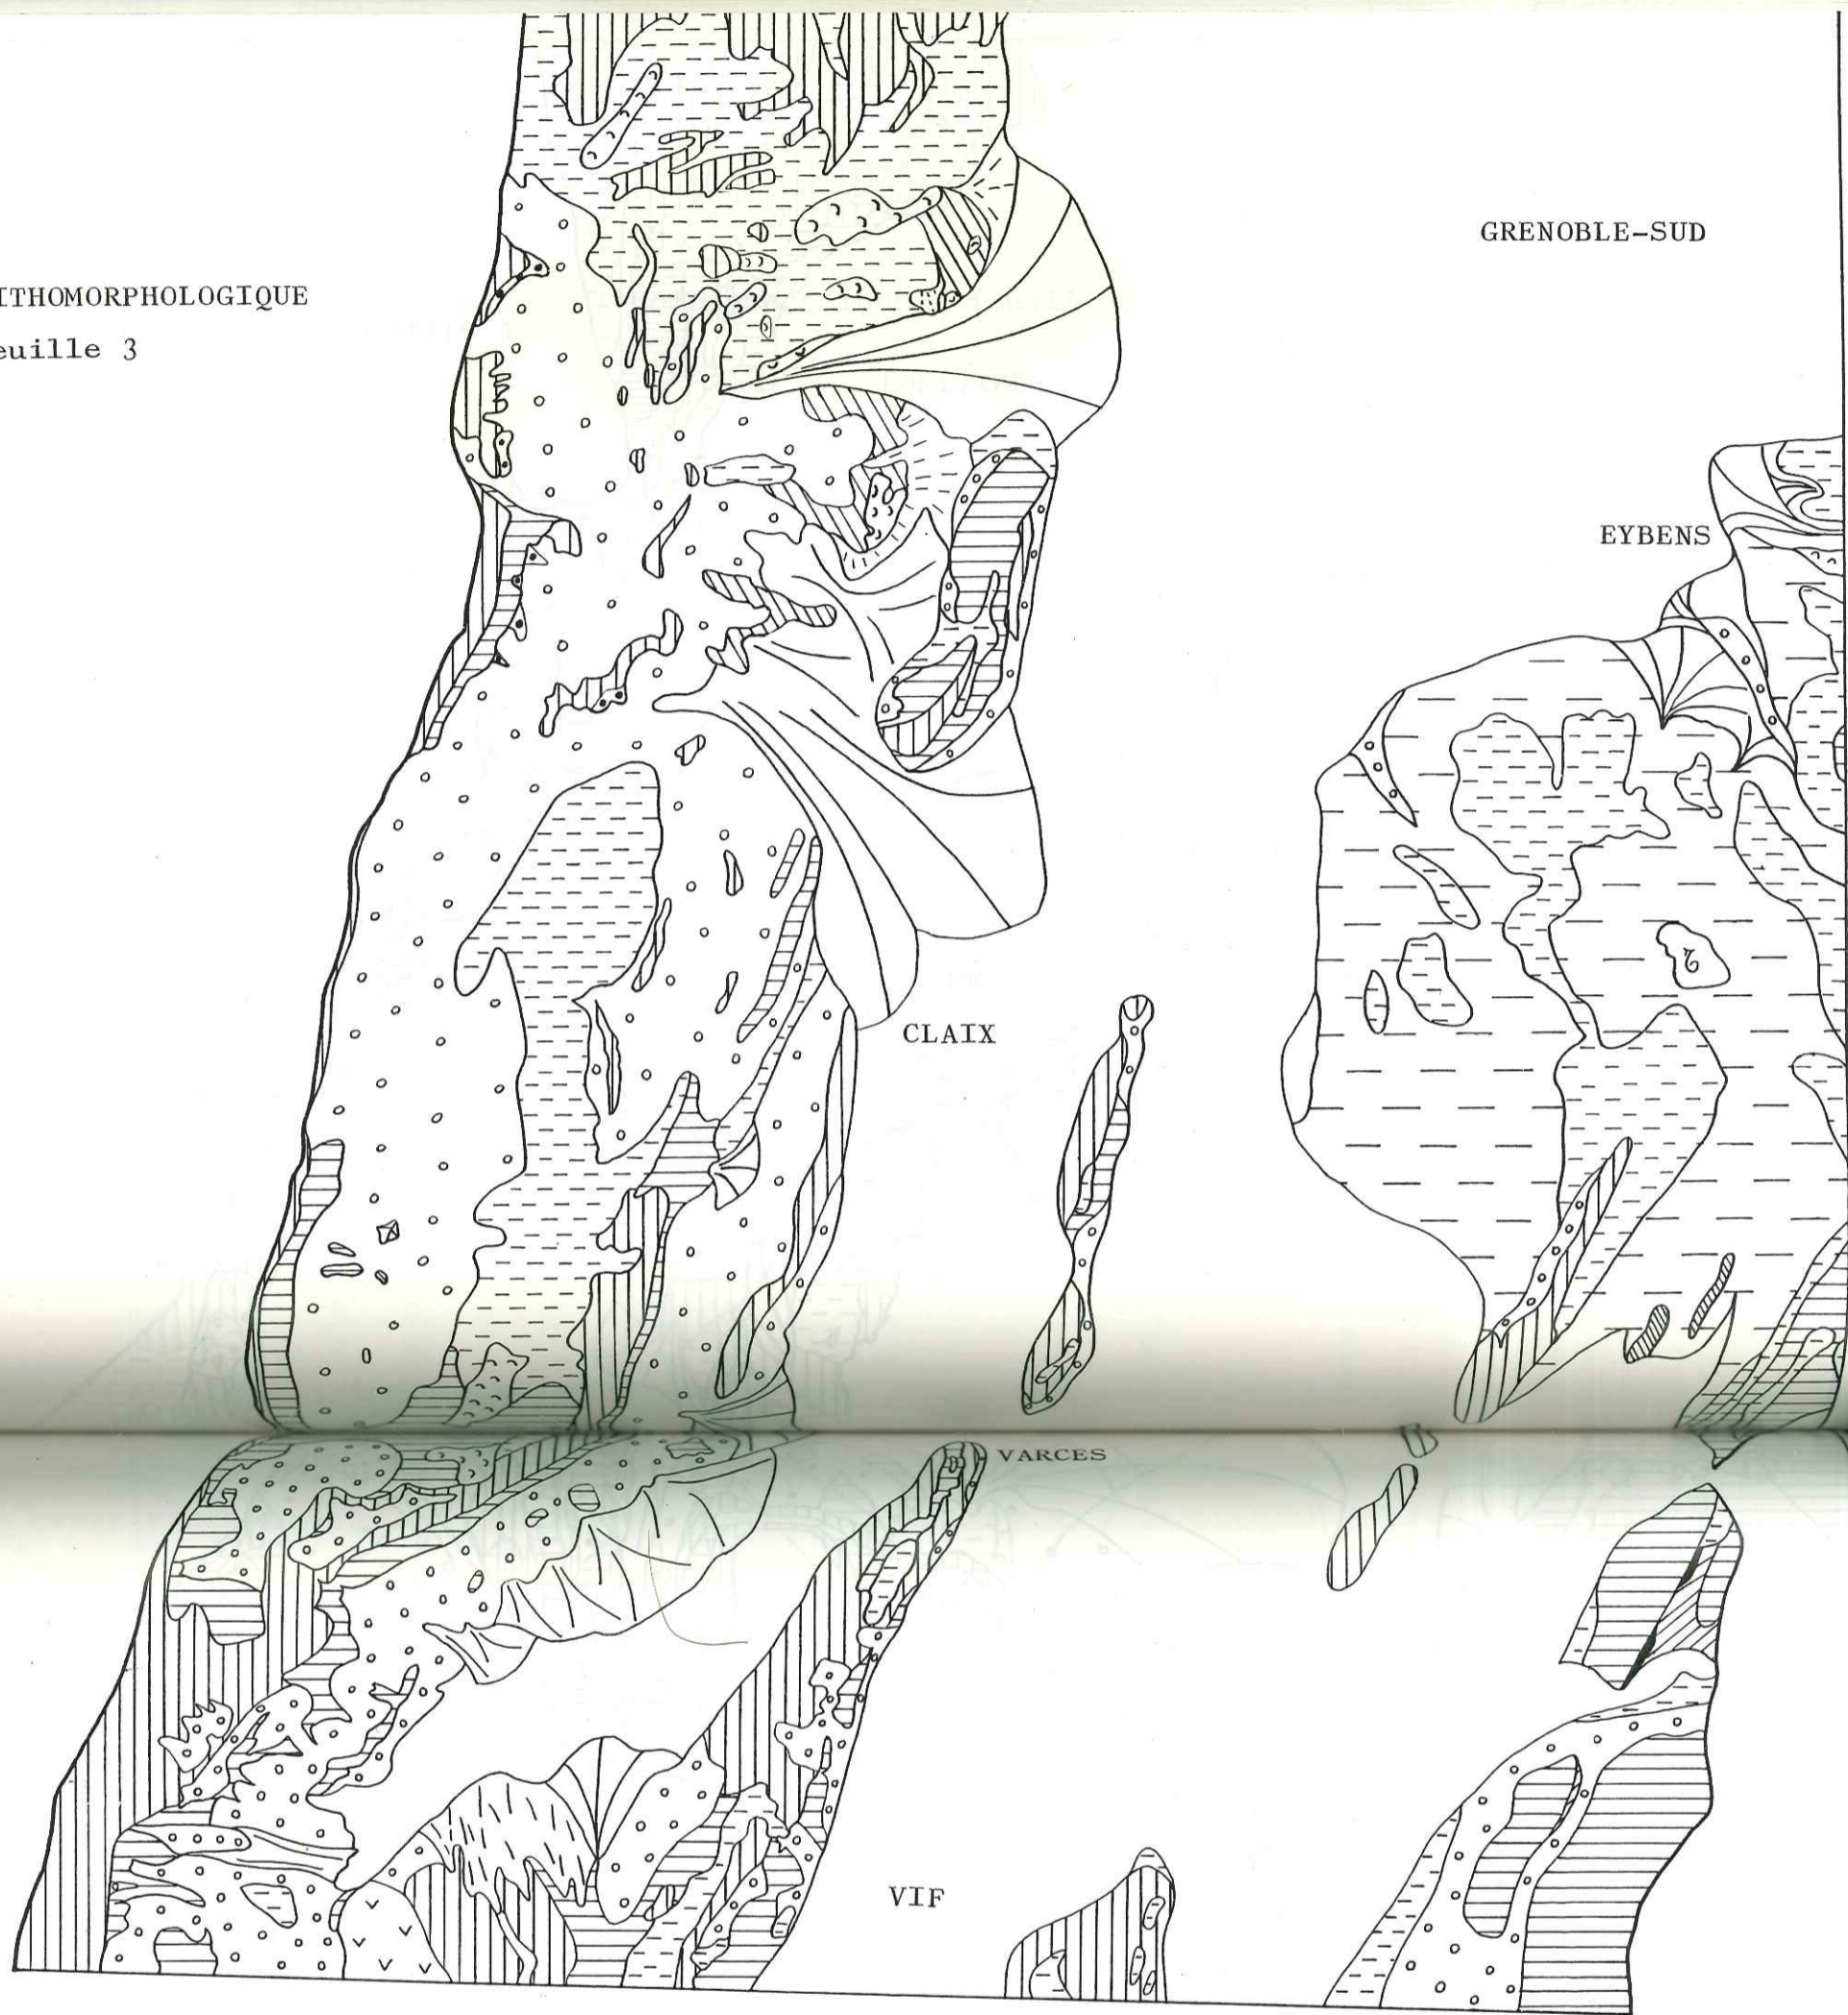 GRENOBLE-SUD
ITHOMORPHOLOGIQUE
euille 3
EYBENS
CLAIX
VARCES
VIF